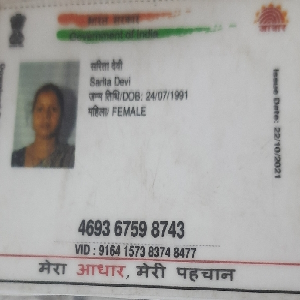 भारत सरकार
Government of India
आधार
सरिता देवी
Sarita Devi
जन्म तिथि/DOB: 24/07/1991
महिला/ FEMALE
Issue Date: 22/10/2021
4693 6759 8743
VID : 9164 1573 8374 8477
मेरा आधार, मेरी पहचान